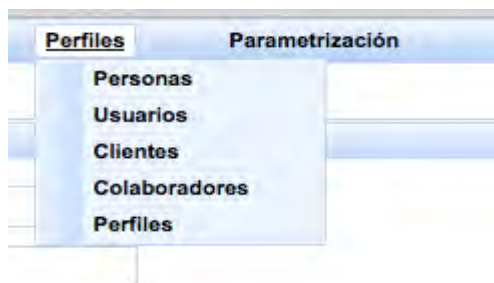 Perfiles Parametrización
Personas
Usuarios
Clientes
Colaboradores
Perfiles